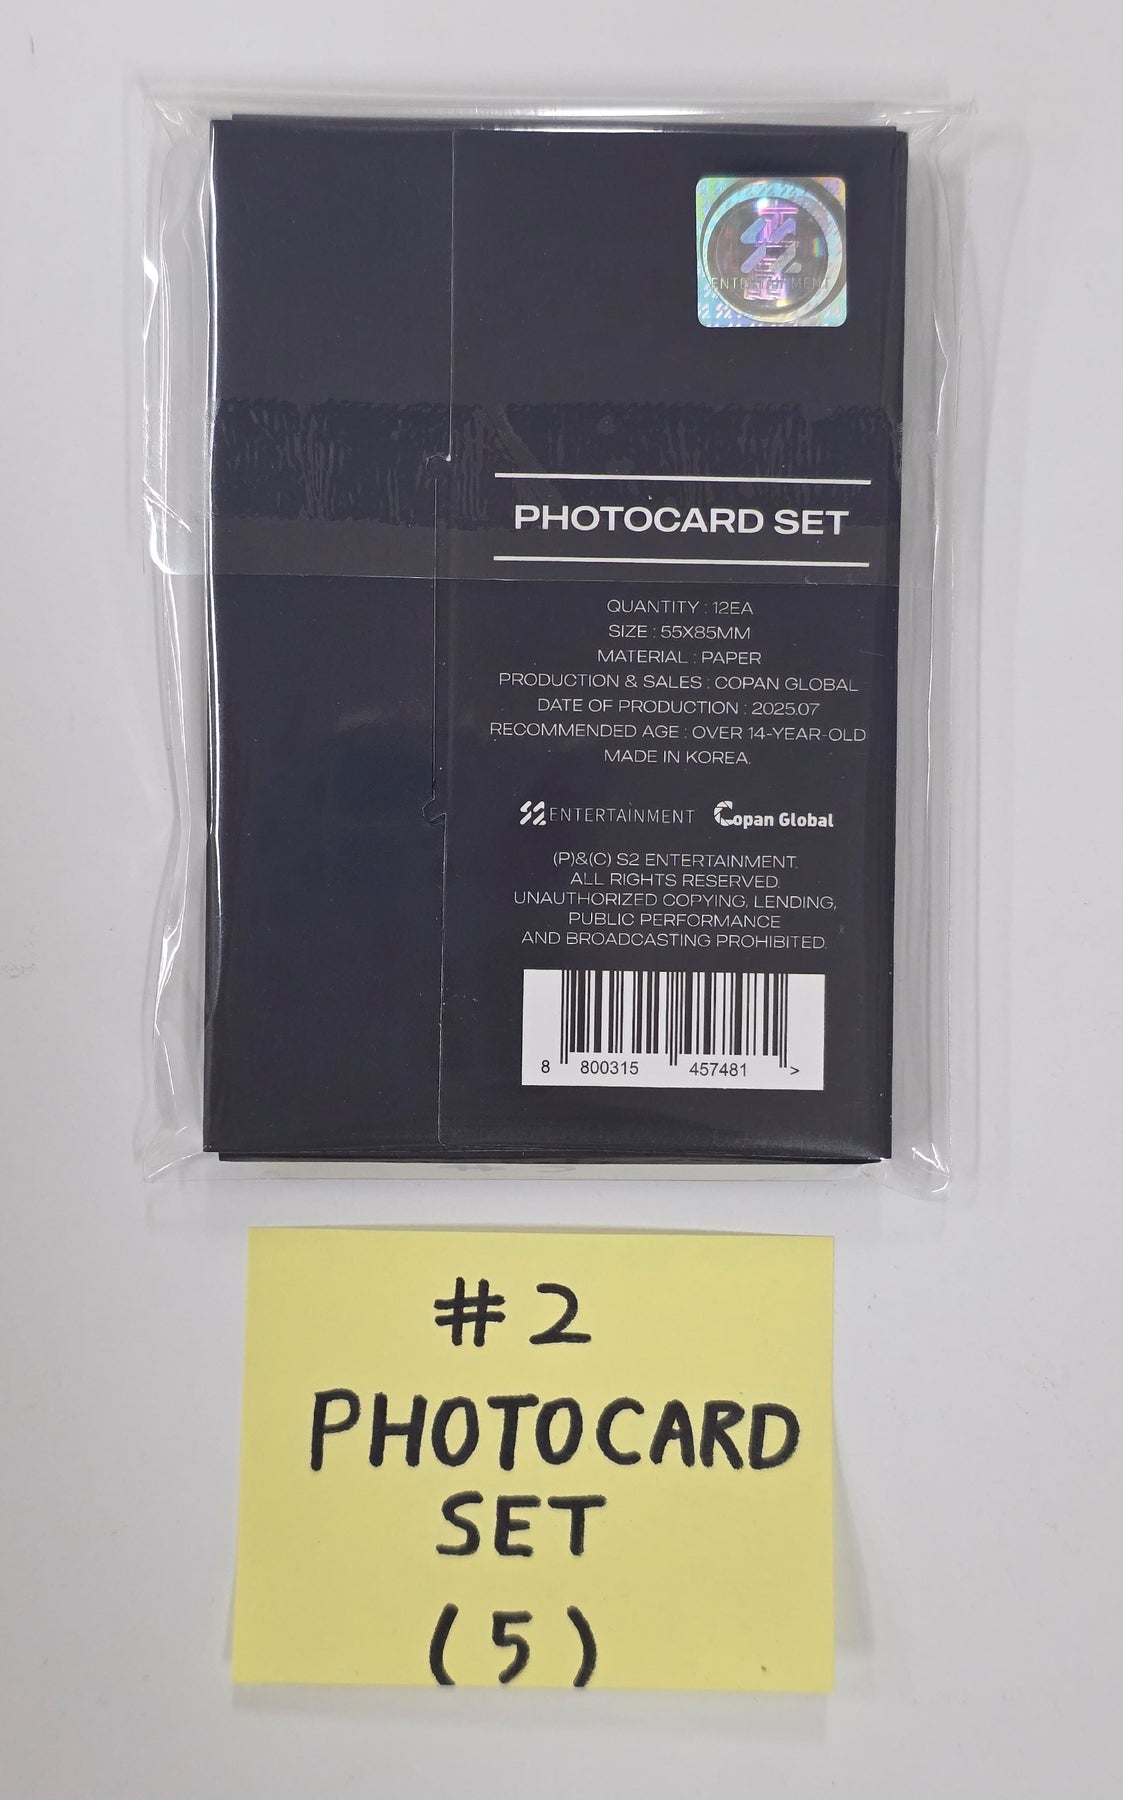 ENTERTAINMENT
PHOTOCARD SET
QUANTITY : 12EA
SIZE : 55X85MM
MATERIAL : PAPER
PRODUCTION & SALES : COPAN GLOBAL
DATE OF PRODUCTION : 2025.07
RECOMMENDED AGE : OVER 14-YEAR-OLD
MADE IN KOREA.
S2 ENTERTAINMENT Copan Global
(P)&(C) S2 ENTERTAINMENT.
ALL RIGHTS RESERVED.
UNAUTHORIZED COPYING, LENDING,
PUBLIC PERFORMANCE
AND BROADCASTING PROHIBITED.
8 800315 457481 >
#2
PHOTOCARD
SET
(5)